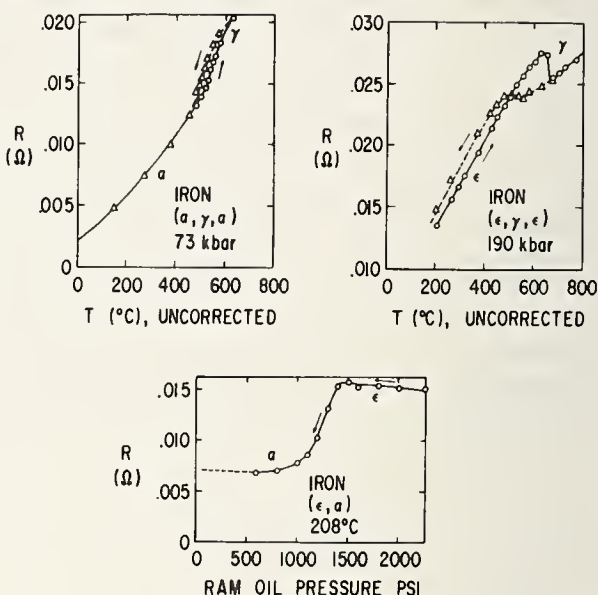 .020
.015
.010
.005
0
R
(Ω)
α
γ
IRON
(α, γ, α)
73 kbar
0 200 400 600 800
T (°C), UNCORRECTED
.030
.025
.020
.015
.010
R
(Ω)
γ
ϵ
IRON
(ϵ, γ, ϵ)
190 kbar
0 200 400 600 800
T (°C), UNCORRECTED
.015
.010
.005
0
R
(Ω)
ϵ
α
IRON
(ϵ, α)
208°C
0 500 1000 1500 2000
RAM OIL PRESSURE PSI